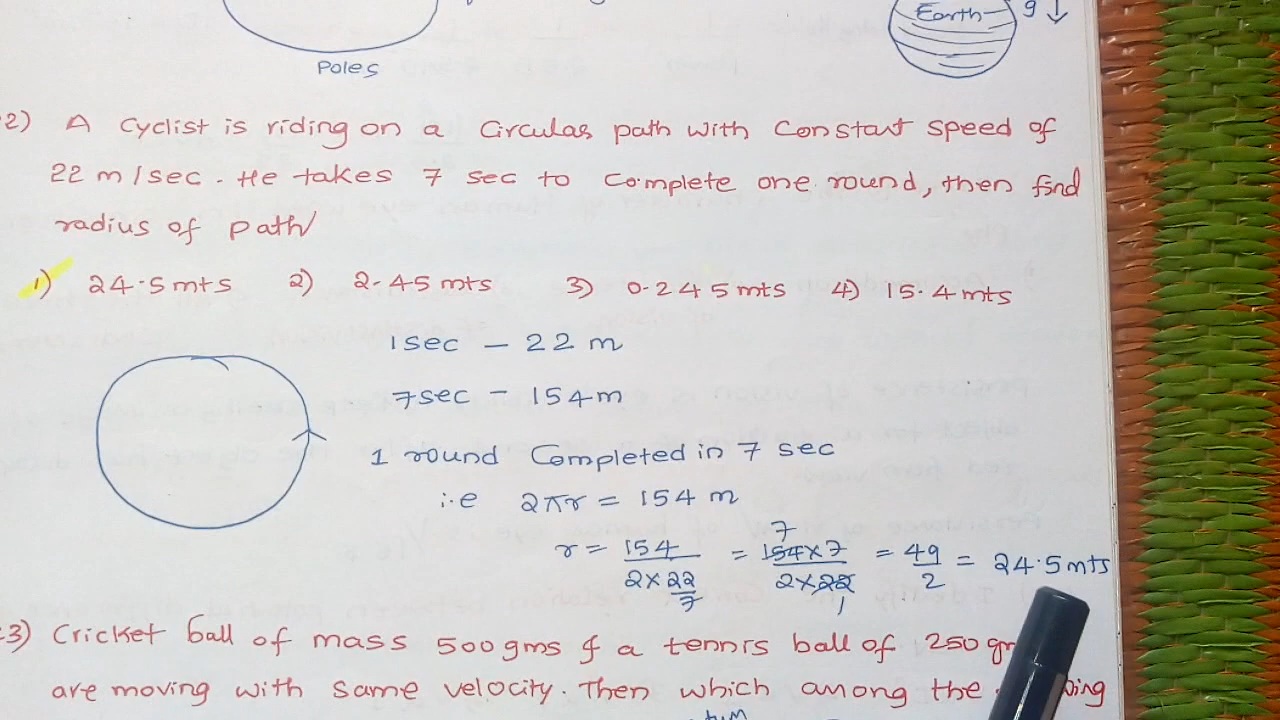 Earth g ↓
Poles
2) A Cyclist is riding on a Circular path with Constant Speed of
22 m/sec. He takes 7 sec to complete one round, then find
radius of path/
1) 24.5 mts 2) 2.45 mts 3) 0.245 mts 4) 15.4 mts
1sec - 22 m
7sec - 154 m
1 round Completed in 7 sec
i.e 2πr = 154 m
r = 154/(2×22/7) = 154×7/(2×22) = 49/2 = 24.5 mts
7
1
3) Cricket ball of mass 500gms & a tennis ball of 250
are moving with same velocity. Then which among the